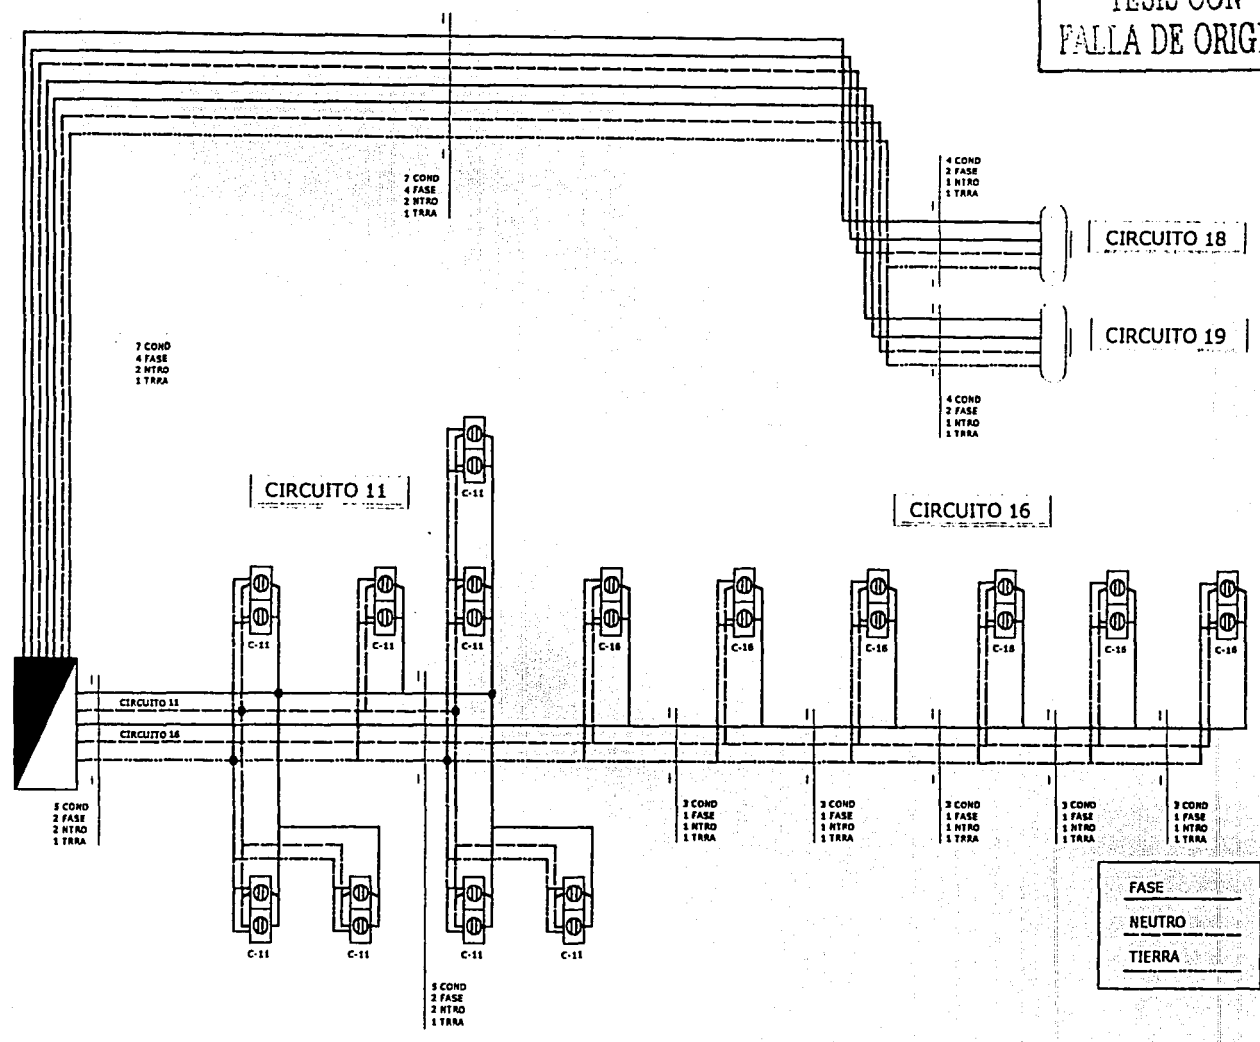 TESIS CON
FALLA DE ORIG
7 COND
4 FASE
2 NTRO
1 TRRA
4 COND
2 FASE
1 NTRO
1 TRRA
CIRCUITO 18
CIRCUITO 19
7 COND
4 FASE
2 NTRO
1 TRRA
4 COND
2 FASE
1 NTRO
1 TRRA
CIRCUITO 11
CIRCUITO 16
C-11
C-11
C-11
C-11
C-16
C-16
C-16
C-16
C-16
C-16
CIRCUITO 11
CIRCUITO 16
5 COND
2 FASE
2 NTRO
1 TRRA
3 COND
1 FASE
1 NTRO
1 TRRA
3 COND
1 FASE
1 NTRO
1 TRRA
3 COND
1 FASE
1 NTRO
1 TRRA
3 COND
1 FASE
1 NTRO
1 TRRA
3 COND
1 FASE
1 NTRO
1 TRRA
C-11
C-11
C-11
C-11
5 COND
2 FASE
2 NTRO
1 TRRA
FASE
NEUTRO
TIERRA